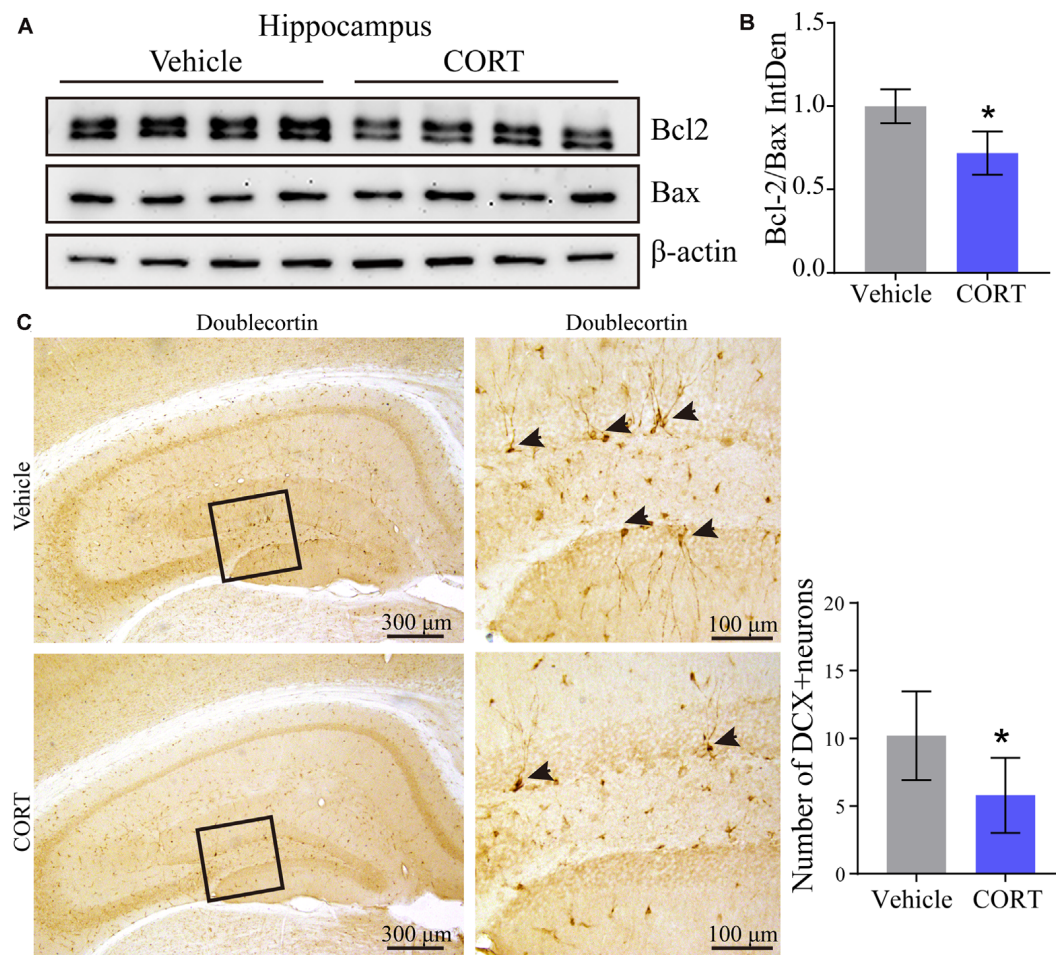 A
Hippocampus
Vehicle CORT
Bcl2
Bax
β-actin
B
Bcl-2/Bax IntDen
1.5
1.0
0.5
0.0
*
Vehicle CORT
C
Doublecortin Doublecortin
Vehicle
300 μm 100 μm
CORT
300 μm 100 μm
Number of DCX+neurons
20
15
10
5
0
*
Vehicle CORT